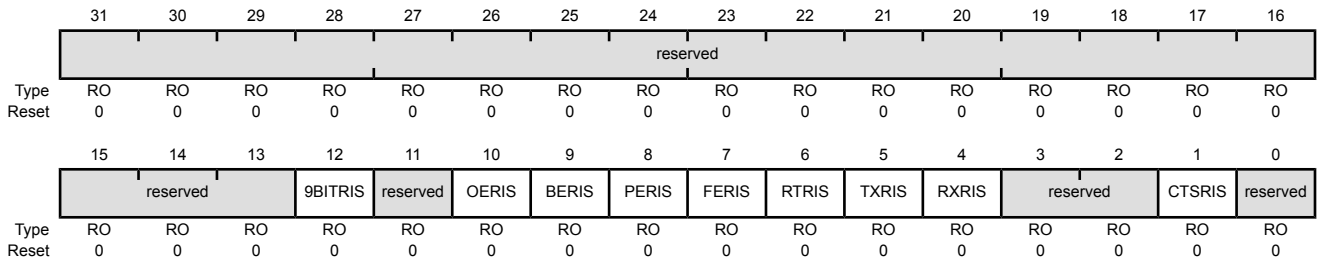 31 30 29 28 27 26 25 24 23 22 21 20 19 18 17 16
reserved
Type RO RO RO RO RO RO RO RO RO RO RO RO RO RO RO RO
Reset 0 0 0 0 0 0 0 0 0 0 0 0 0 0 0 0
15 14 13 12 11 10 9 8 7 6 5 4 3 2 1 0
reserved 9BITRIS reserved OERIS BERIS PERIS FERIS RTRIS TXRIS RXRIS reserved CTSRIS reserved
Type RO RO RO RO RO RO RO RO RO RO RO RO RO RO RO RO
Reset 0 0 0 0 0 0 0 0 0 0 0 0 0 0 0 0